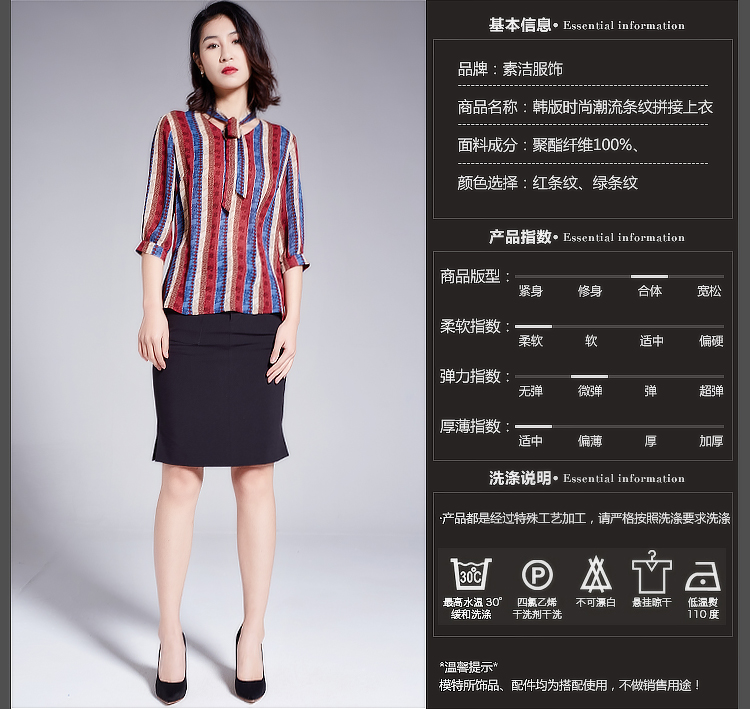 基本信息• Essential information
品牌：素洁服饰
商品名称：韩版时尚潮流条纹拼接上衣
面料成分：聚酯纤维100%、
颜色选择：红条纹、绿条纹
产品指数• Essential information
商品版型：
紧身 修身 合体 宽松
柔软指数：
柔软 软 适中 偏硬
弹力指数：
无弹 微弹 弹 超弹
厚薄指数：
适中 偏薄 厚 加厚
洗涤说明• Essential information
·产品都是经过特殊工艺加工，请严格按照洗涤要求洗涤
30℃ P
最高水温 30° 四氯乙烯 不可漂白 悬挂晾干 低温熨
缓和洗涤 干洗剂干洗 110 度
*温馨提示*
模特所饰品、配件均为搭配使用，不做销售用途！